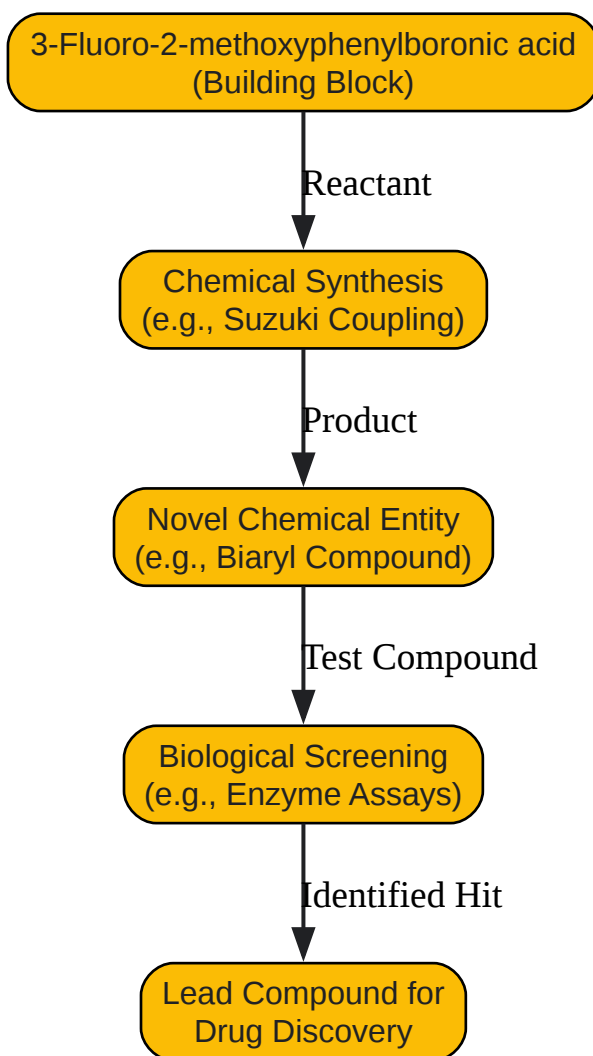 3-Fluoro-2-methoxyphenylboronic acid
(Building Block)
Reactant
Chemical Synthesis
(e.g., Suzuki Coupling)
Product
Novel Chemical Entity
(e.g., Biaryl Compound)
Test Compound
Biological Screening
(e.g., Enzyme Assays)
Identified Hit
Lead Compound for
Drug Discovery